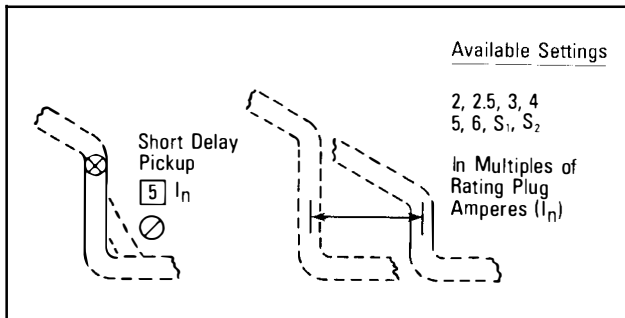 Short Delay
Pickup
5 In
Available Settings
2, 2.5, 3, 4
5, 6, S₁, S₂
In Multiples of
Rating Plug
Amperes (In)